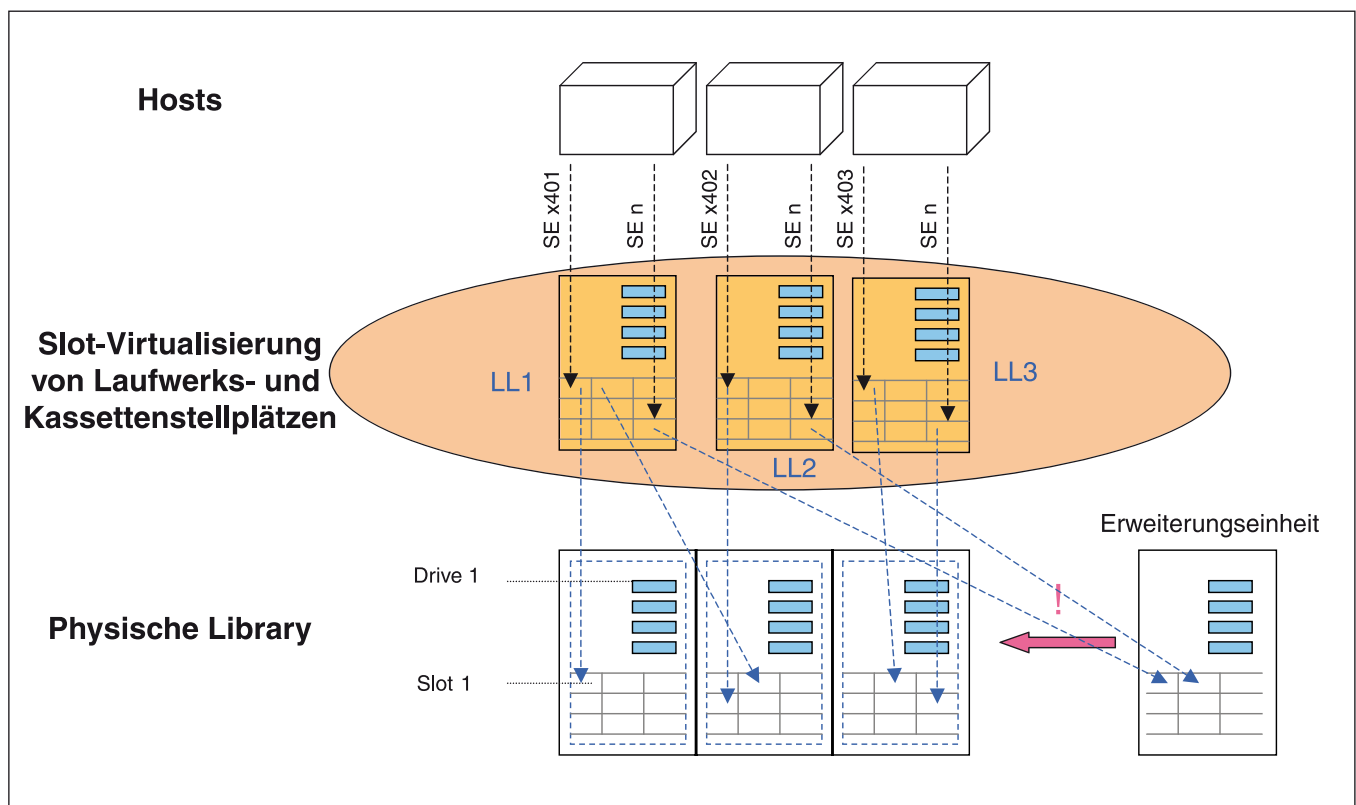 Hosts
SE x401
SE n
SE x402
SE n
SE x403
SE n
Slot-Virtualisierung
von Laufwerks- und
Kassettenstellplätzen
LL1
LL2
LL3
Erweiterungseinheit
Drive 1
!
Physische Library
Slot 1